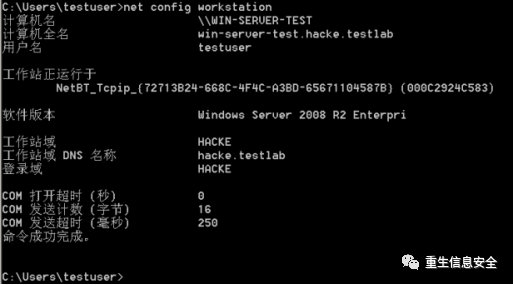 C:\Users\testuser>net config workstation
计算机名 \\WIN-SERVER-TEST
计算机全名 win-server-test.hacke.testlab
用户名 testuser
工作站正运行于
NetBT_Tcpip_{72713B24-668C-4F4C-A3BD-65671104587B} (000C2924C583)
软件版本 Windows Server 2008 R2 Enterpri
工作站域 HACKE
工作站域 DNS 名称 hacke.testlab
登录域 HACKE
COM 打开超时 (秒) 0
COM 发送计数 (字节) 16
COM 发送超时 (毫秒) 250
命令成功完成。
C:\Users\testuser>
重生信息安全